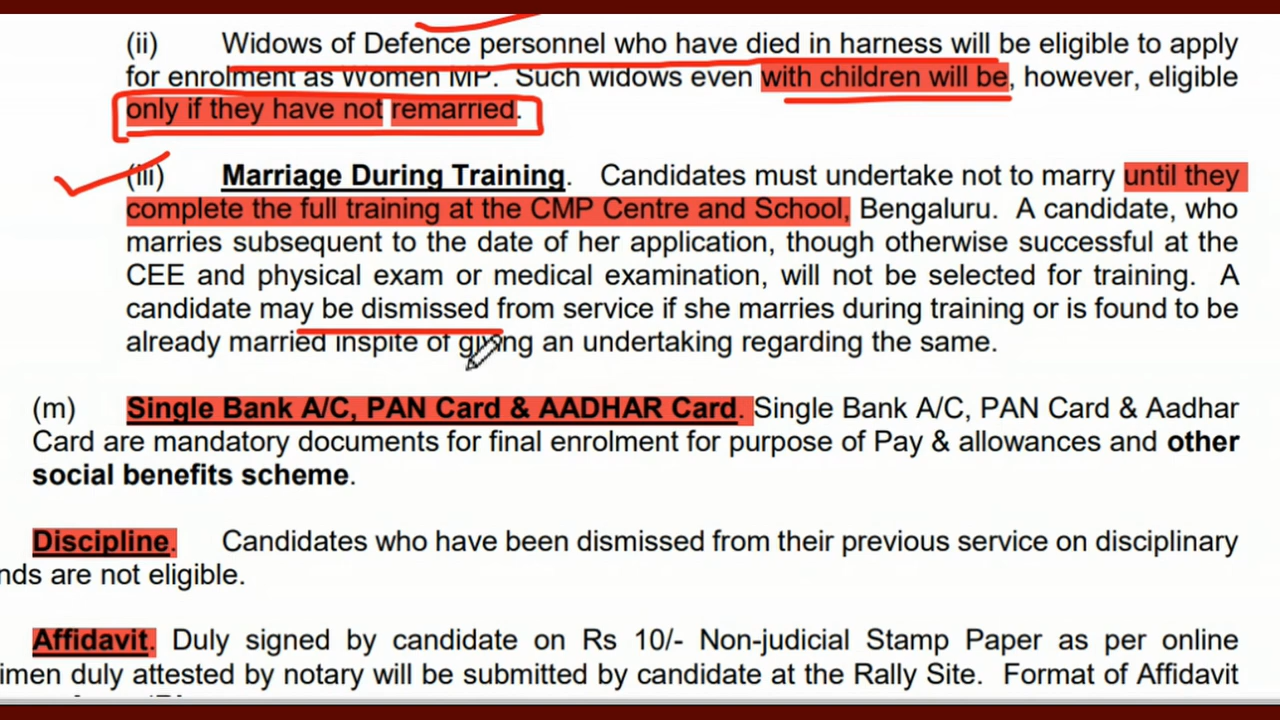 (ii) Widows of Defence personnel who have died in harness will be eligible to apply
for enrolment as Women MP. Such widows even with children will be, however, eligible
only if they have not remarried.
(iii) Marriage During Training. Candidates must undertake not to marry until they
complete the full training at the CMP Centre and School, Bengaluru. A candidate, who
marries subsequent to the date of her application, though otherwise successful at the
CEE and physical exam or medical examination, will not be selected for training. A
candidate may be dismissed from service if she marries during training or is found to be
already married inspite of giving an undertaking regarding the same.
(m) Single Bank A/C, PAN Card & AADHAR Card. Single Bank A/C, PAN Card & Aadhar
Card are mandatory documents for final enrolment for purpose of Pay & allowances and other
social benefits scheme.
Discipline. Candidates who have been dismissed from their previous service on disciplinary
nds are not eligible.
Affidavit. Duly signed by candidate on Rs 10/- Non-judicial Stamp Paper as per online
imen duly attested by notary will be submitted by candidate at the Rally Site. Format of Affidavit